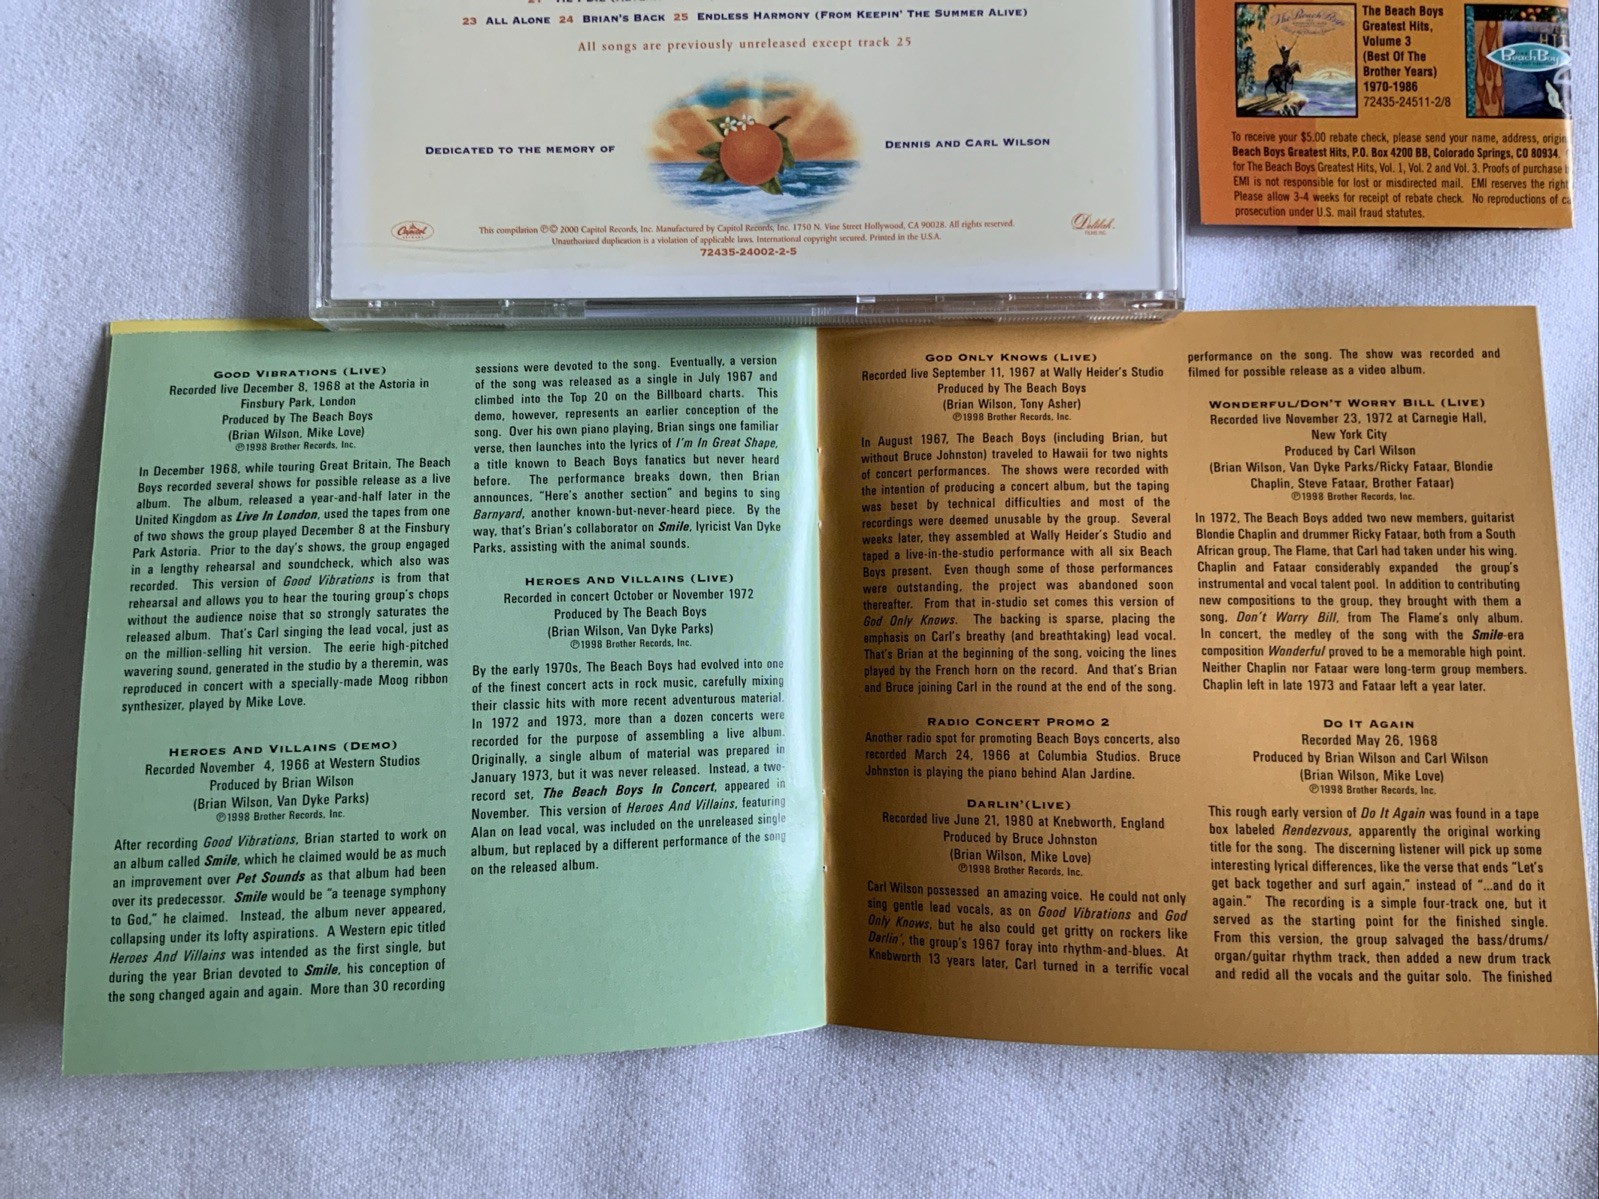 23 ALL ALONE 24 BRIAN'S BACK 25 ENDLESS HARMONY (FROM KEEPIN' THE SUMMER ALIVE)
All songs are previously unreleased except track 25
DEDICATED TO THE MEMORY OF
DENNIS AND CARL WILSON
Capitol
This compilation ℗© 2000 Capitol Records, Inc. Manufactured by Capitol Records, Inc. 1750 N. Vine Street Hollywood, CA 90028. All rights reserved.
Unauthorized duplication is a violation of applicable laws. International copyright secured. Printed in the U.S.A.
72435-24002-2-5
Delilah
The Beach Boys
The Beach Boys
Greatest Hits,
Volume 3
(Best Of The
Brother Years)
1970-1986
72435-24511-2/8
Beach Boy
To receive your $5.00 rebate check, please send your name, address, origin
Beach Boys Greatest Hits, P.O. Box 4200 BB, Colorado Springs, CO 80934.
for The Beach Boys Greatest Hits, Vol. 1, Vol. 2 and Vol. 3. Proofs of purchase
EMI is not responsible for lost or misdirected mail. EMI reserves the right
Please allow 3-4 weeks for receipt of rebate check. No reproductions of
prosecution under U.S. mail fraud statutes.
GOOD VIBRATIONS (LIVE)
Recorded live December 8, 1968 at the Astoria in
Finsbury Park, London
Produced by The Beach Boys
(Brian Wilson, Mike Love)
℗1998 Brother Records, Inc.
In December 1968, while touring Great Britain, The Beach
Boys recorded several shows for possible release as a live
album. The album, released a year-and-half later in the
United Kingdom as Live In London, used the tapes from one
of two shows the group played December 8 at the Finsbury
Park Astoria. Prior to the day's shows, the group engaged
in a lengthy rehearsal and soundcheck, which also was
recorded. This version of Good Vibrations is from that
rehearsal and allows you to hear the touring group's chops
without the audience noise that so strongly saturates the
released album. That's Carl singing the lead vocal, just as
on the million-selling hit version. The eerie high-pitched
wavering sound, generated in the studio by a theremin, was
reproduced in concert with a specially-made Moog ribbon
synthesizer, played by Mike Love.
HEROES AND VILLAINS (DEMO)
Recorded November 4, 1966 at Western Studios
Produced by Brian Wilson
(Brian Wilson, Van Dyke Parks)
℗1998 Brother Records, Inc.
After recording Good Vibrations, Brian started to work on
an album called Smile, which he claimed would be as much
an improvement over Pet Sounds as that album had been
over its predecessor. Smile would be "a teenage symphony
to God," he claimed. Instead, the album never appeared,
collapsing under its lofty aspirations. A Western epic titled
Heroes And Villains was intended as the first single, but
during the year Brian devoted to Smile, his conception of
the song changed again and again. More than 30 recording
sessions were devoted to the song. Eventually, a version
of the song was released as a single in July 1967 and
climbed into the Top 20 on the Billboard charts. This
demo, however, represents an earlier conception of the
song. Over his own piano playing, Brian sings one familiar
verse, then launches into the lyrics of I'm In Great Shape,
a title known to Beach Boys fanatics but never heard
before. The performance breaks down, then Brian
announces, "Here's another section" and begins to sing
Barnyard, another known-but-never-heard piece. By the
way, that's Brian's collaborator on Smile, lyricist Van Dyke
Parks, assisting with the animal sounds.
HEROES AND VILLAINS (LIVE)
Recorded in concert October or November 1972
Produced by The Beach Boys
(Brian Wilson, Van Dyke Parks)
℗1998 Brother Records, Inc.
By the early 1970s, The Beach Boys had evolved into one
of the finest concert acts in rock music, carefully mixing
their classic hits with more recent adventurous material.
In 1972 and 1973, more than a dozen concerts were
recorded for the purpose of assembling a live album.
Originally, a single album of material was prepared in
January 1973, but it was never released. Instead, a two-
record set, The Beach Boys In Concert, appeared in
November. This version of Heroes And Villains, featuring
Alan on lead vocal, was included on the unreleased single
album, but replaced by a different performance of the song
on the released album.
GOD ONLY KNOWS (LIVE)
Recorded live September 11, 1967 at Wally Heider's Studio
Produced by The Beach Boys
(Brian Wilson, Tony Asher)
℗1998 Brother Records, Inc.
In August 1967, The Beach Boys (including Brian, but
without Bruce Johnston) traveled to Hawaii for two nights
of concert performances. The shows were recorded with
the intention of producing a concert album, but the taping
was beset by technical difficulties and most of the
recordings were deemed unusable by the group. Several
weeks later, they assembled at Wally Heider's Studio and
taped a live-in-the-studio performance with all six Beach
Boys present. Even though some of those performances
were outstanding, the project was abandoned soon
thereafter. From that in-studio set comes this version of
God Only Knows. The backing is sparse, placing the
emphasis on Carl's breathy (and breathtaking) lead vocal.
That's Brian at the beginning of the song, voicing the lines
played by the French horn on the record. And that's Brian
and Bruce joining Carl in the round at the end of the song.
RADIO CONCERT PROMO 2
Another radio spot for promoting Beach Boys concerts, also
recorded March 24, 1966 at Columbia Studios. Bruce
Johnston is playing the piano behind Alan Jardine.
DARLIN'(LIVE)
Recorded live June 21, 1980 at Knebworth, England
Produced by Bruce Johnston
(Brian Wilson, Mike Love)
℗1998 Brother Records, Inc.
Carl Wilson possessed an amazing voice. He could not only
sing gentle lead vocals, as on Good Vibrations and God
Only Knows, but he also could get gritty on rockers like
Darlin', the group's 1967 foray into rhythm-and-blues. At
Knebworth 13 years later, Carl turned in a terrific vocal
performance on the song. The show was recorded and
filmed for possible release as a video album.
WONDERFUL/DON'T WORRY BILL (LIVE)
Recorded live November 23, 1972 at Carnegie Hall,
New York City
Produced by Carl Wilson
(Brian Wilson, Van Dyke Parks/Ricky Fataar, Blondie
Chaplin, Steve Fataar, Brother Fataar)
℗1998 Brother Records, Inc.
In 1972, The Beach Boys added two new members, guitarist
Blondie Chaplin and drummer Ricky Fataar, both from a South
African group, The Flame, that Carl had taken under his wing.
Chaplin and Fataar considerably expanded the group's
instrumental and vocal talent pool. In addition to contributing
new compositions to the group, they brought with them a
song, Don't Worry Bill, from The Flame's only album.
In concert, the medley of the song with the Smile-era
composition Wonderful proved to be a memorable high point.
Neither Chaplin nor Fataar were long-term group members.
Chaplin left in late 1973 and Fataar left a year later.
DO IT AGAIN
Recorded May 26, 1968
Produced by Brian Wilson and Carl Wilson
(Brian Wilson, Mike Love)
℗1998 Brother Records, Inc.
This rough early version of Do It Again was found in a tape
box labeled Rendezvous, apparently the original working
title for the song. The discerning listener will pick up some
interesting lyrical differences, like the verse that ends "Let's
get back together and surf again," instead of "...and do it
again." The recording is a simple four-track one, but it
served as the starting point for the finished single.
From this version, the group salvaged the bass/drums/
organ/guitar rhythm track, then added a new drum track
and redid all the vocals and the guitar solo. The finished